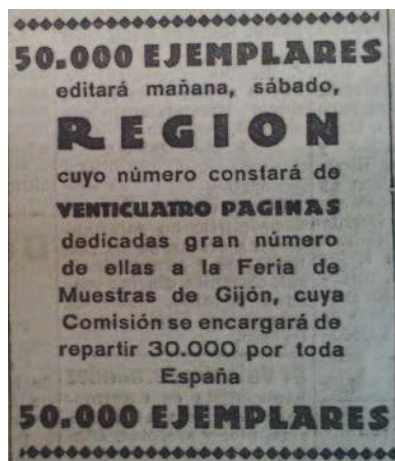 50.000 EJEMPLARES
editará mañana, sábado,
REGION
cuyo número constará de
VENTICUATRO PAGINAS
dedicadas gran número
de ellas a la Feria de
Muestras de Gijón, cuya
Comisión se encargará de
repartir 30.000 por toda
España
50.000 EJEMPLARES